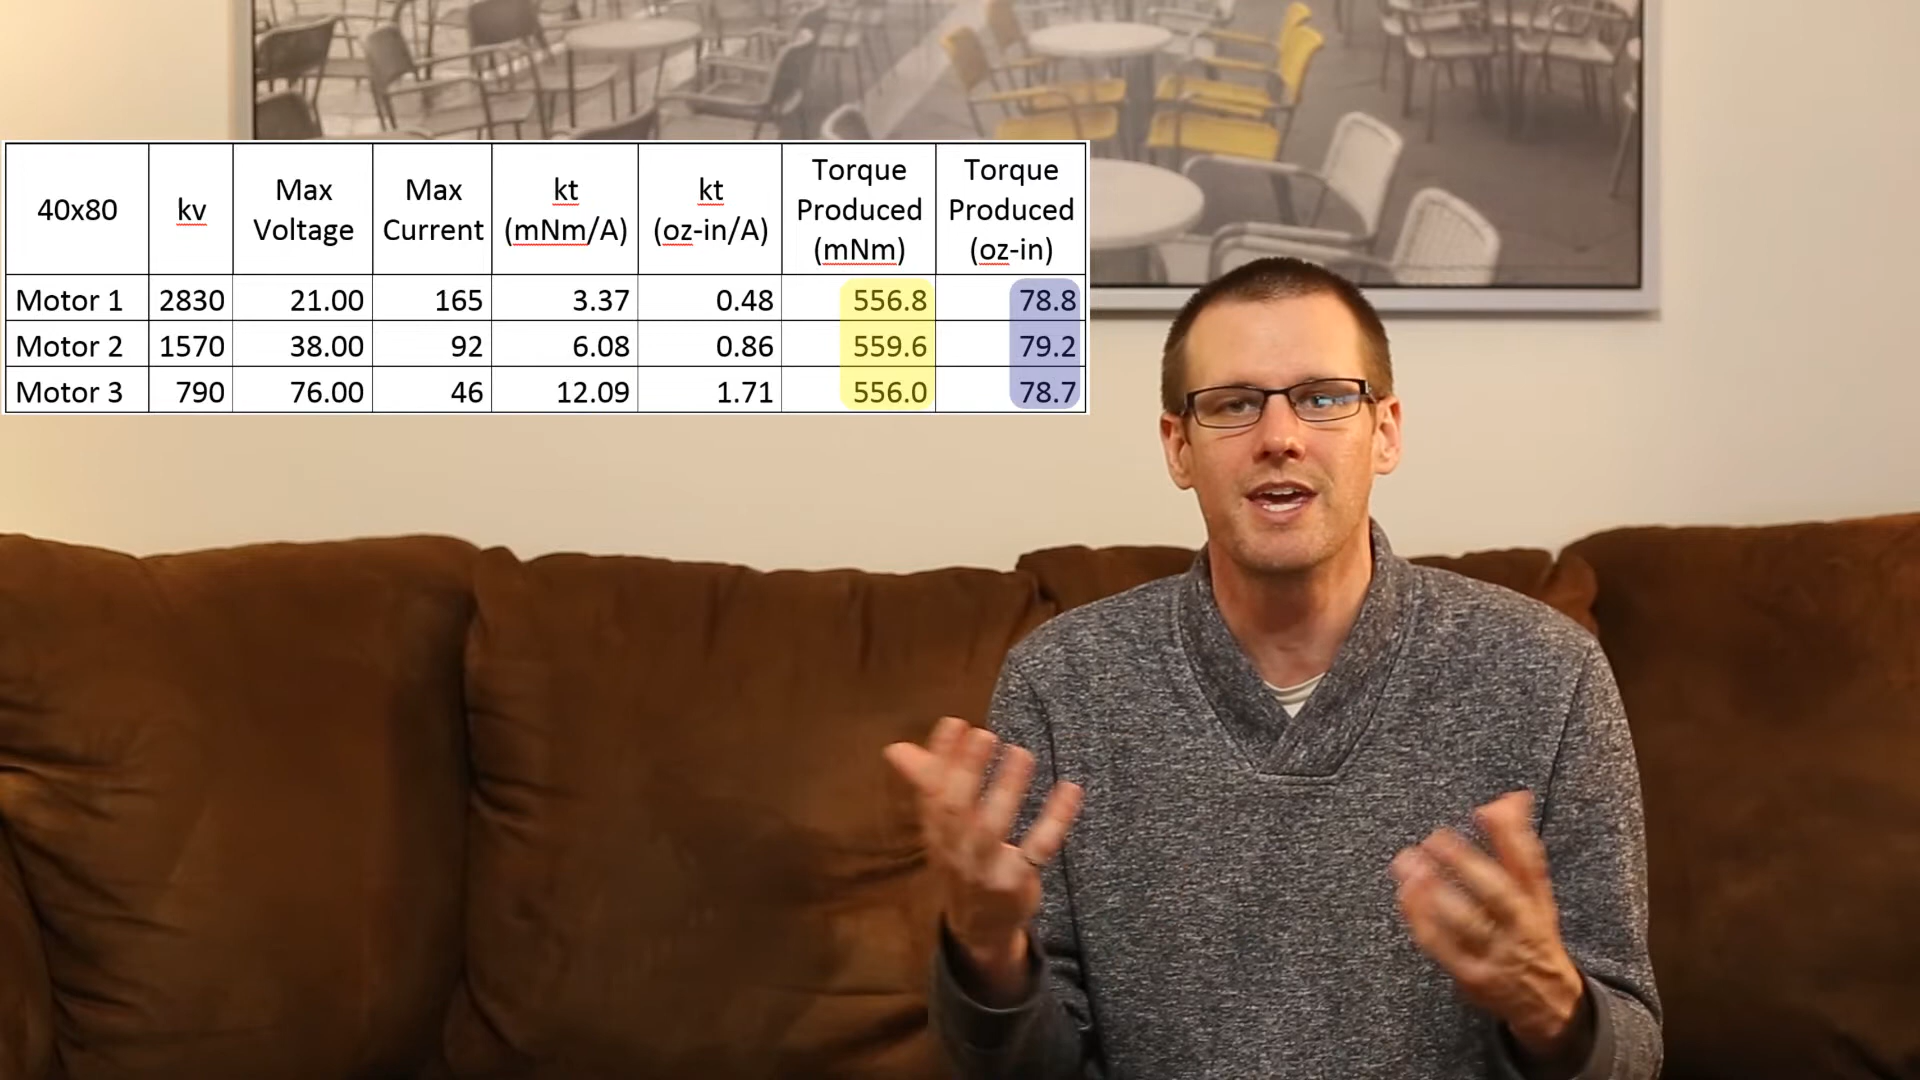 40x80 kv Max Voltage Max Current kt (mNm/A) kt (oz-in/A) Torque Produced (mNm) Torque Produced (oz-in)
Motor 1 2830 21.00 165 3.37 0.48 556.8 78.8
Motor 2 1570 38.00 92 6.08 0.86 559.6 79.2
Motor 3 790 76.00 46 12.09 1.71 556.0 78.7